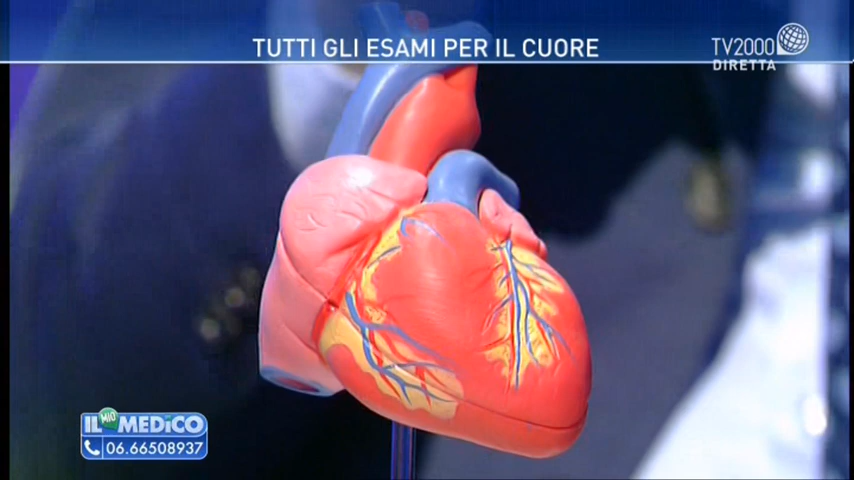 TUTTI GLI ESAMI PER IL CUORE
TV2000
DIRETTA
IL MIO MEDICO
06.66508937